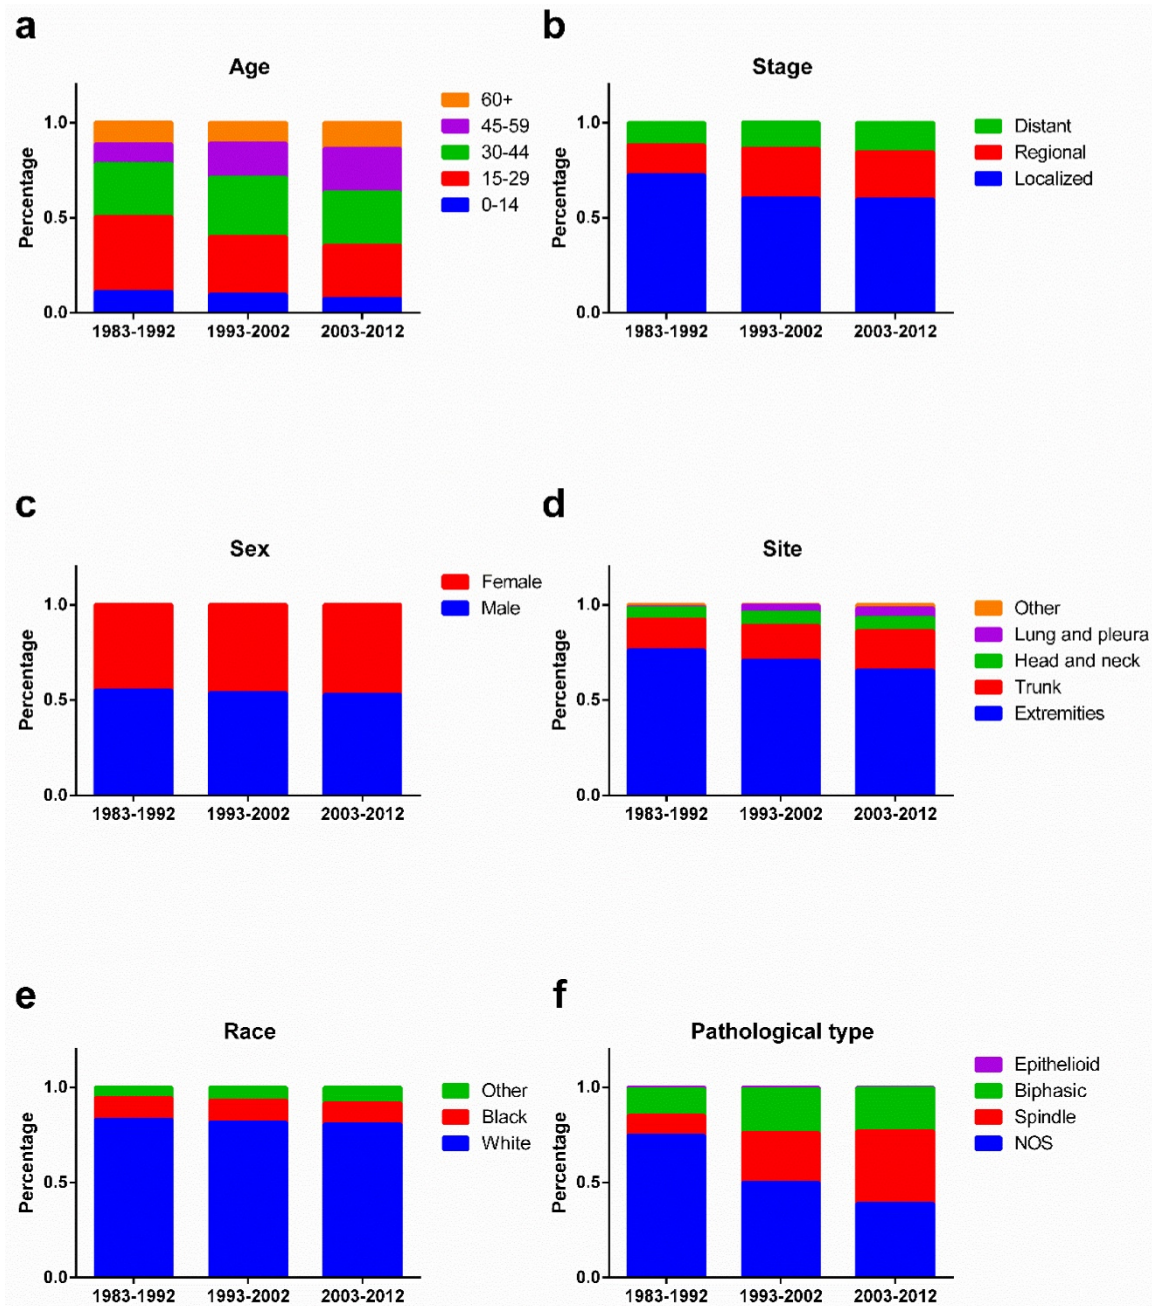 a
Age
Percentage
1.0
0.5
0.0
1983-1992 1993-2002 2003-2012
60+
45-59
30-44
15-29
0-14
b
Stage
Percentage
1.0
0.5
0.0
1983-1992 1993-2002 2003-2012
Distant
Regional
Localized
c
Sex
Percentage
1.0
0.5
0.0
1983-1992 1993-2002 2003-2012
Female
Male
d
Site
Percentage
1.0
0.5
0.0
1983-1992 1993-2002 2003-2012
Other
Lung and pleura
Head and neck
Trunk
Extremities
e
Race
Percentage
1.0
0.5
0.0
1983-1992 1993-2002 2003-2012
Other
Black
White
f
Pathological type
Percentage
1.0
0.5
0.0
1983-1992 1993-2002 2003-2012
Epithelioid
Biphasic
Spindle
NOS